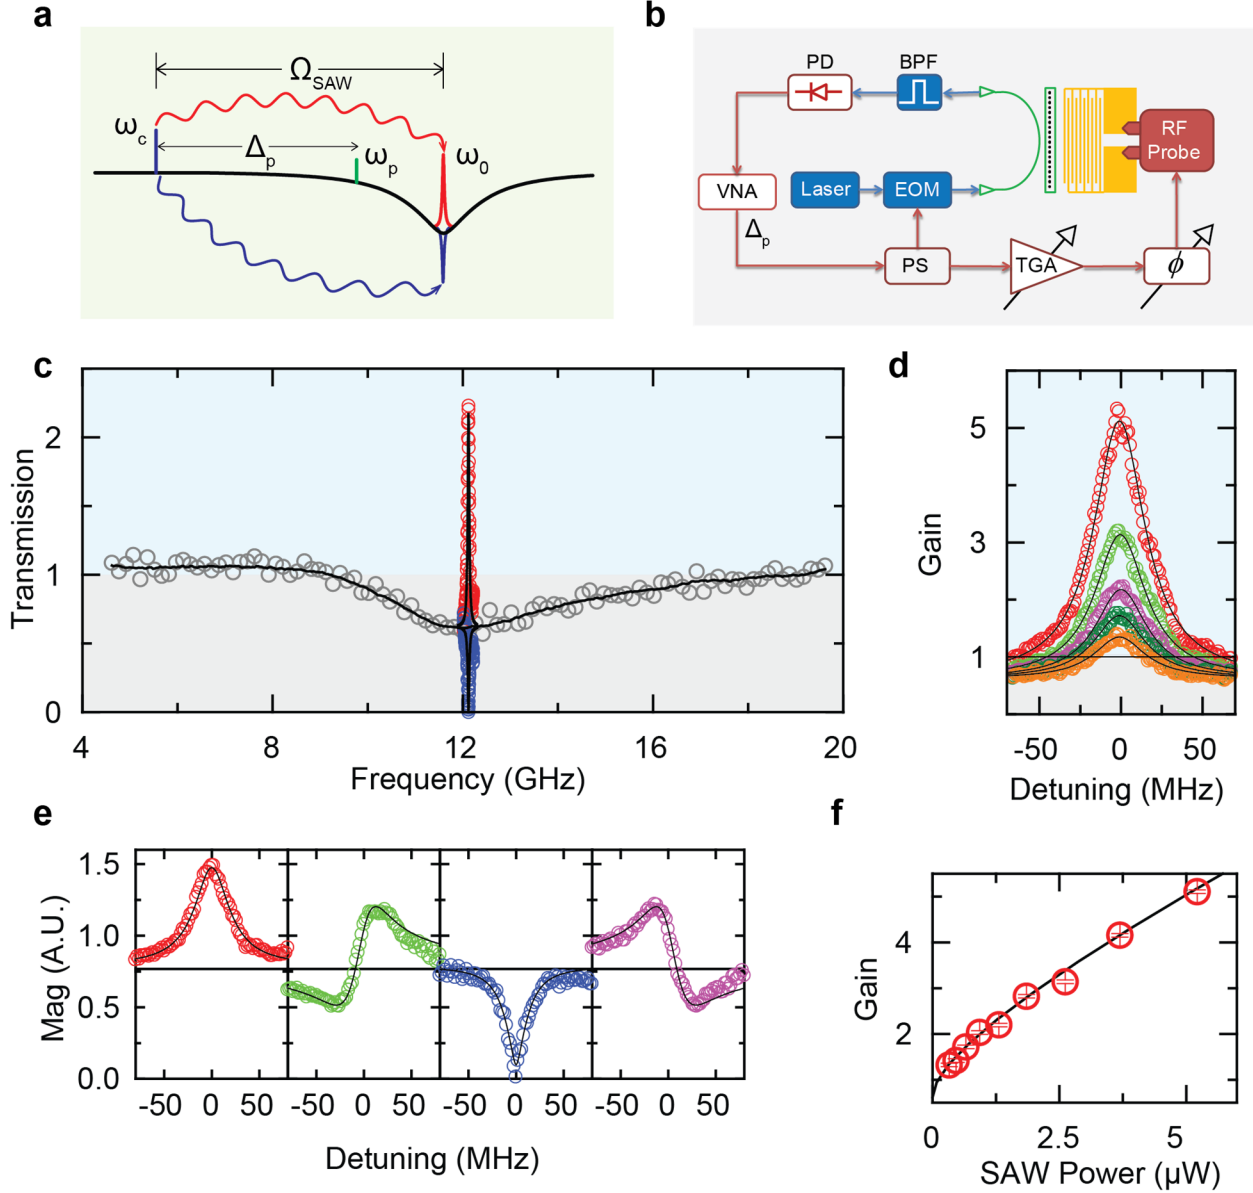 a
Ω_SAW
ω_c
Δ_p
ω_p
ω_0
b
PD
BPF
RF
Probe
VNA
Laser
EOM
Δ_p
PS
TGA
ϕ
c
2
1
0
Transmission
4
8
12
16
20
Frequency (GHz)
d
5
3
1
Gain
-50
0
50
Detuning (MHz)
e
1.5
1.0
0.5
0.0
Mag (A.U.)
-50 0 50 -50 0 50 -50 0 50 -50 0 50
Detuning (MHz)
f
4
2
Gain
0
2.5
5
SAW Power (µW)